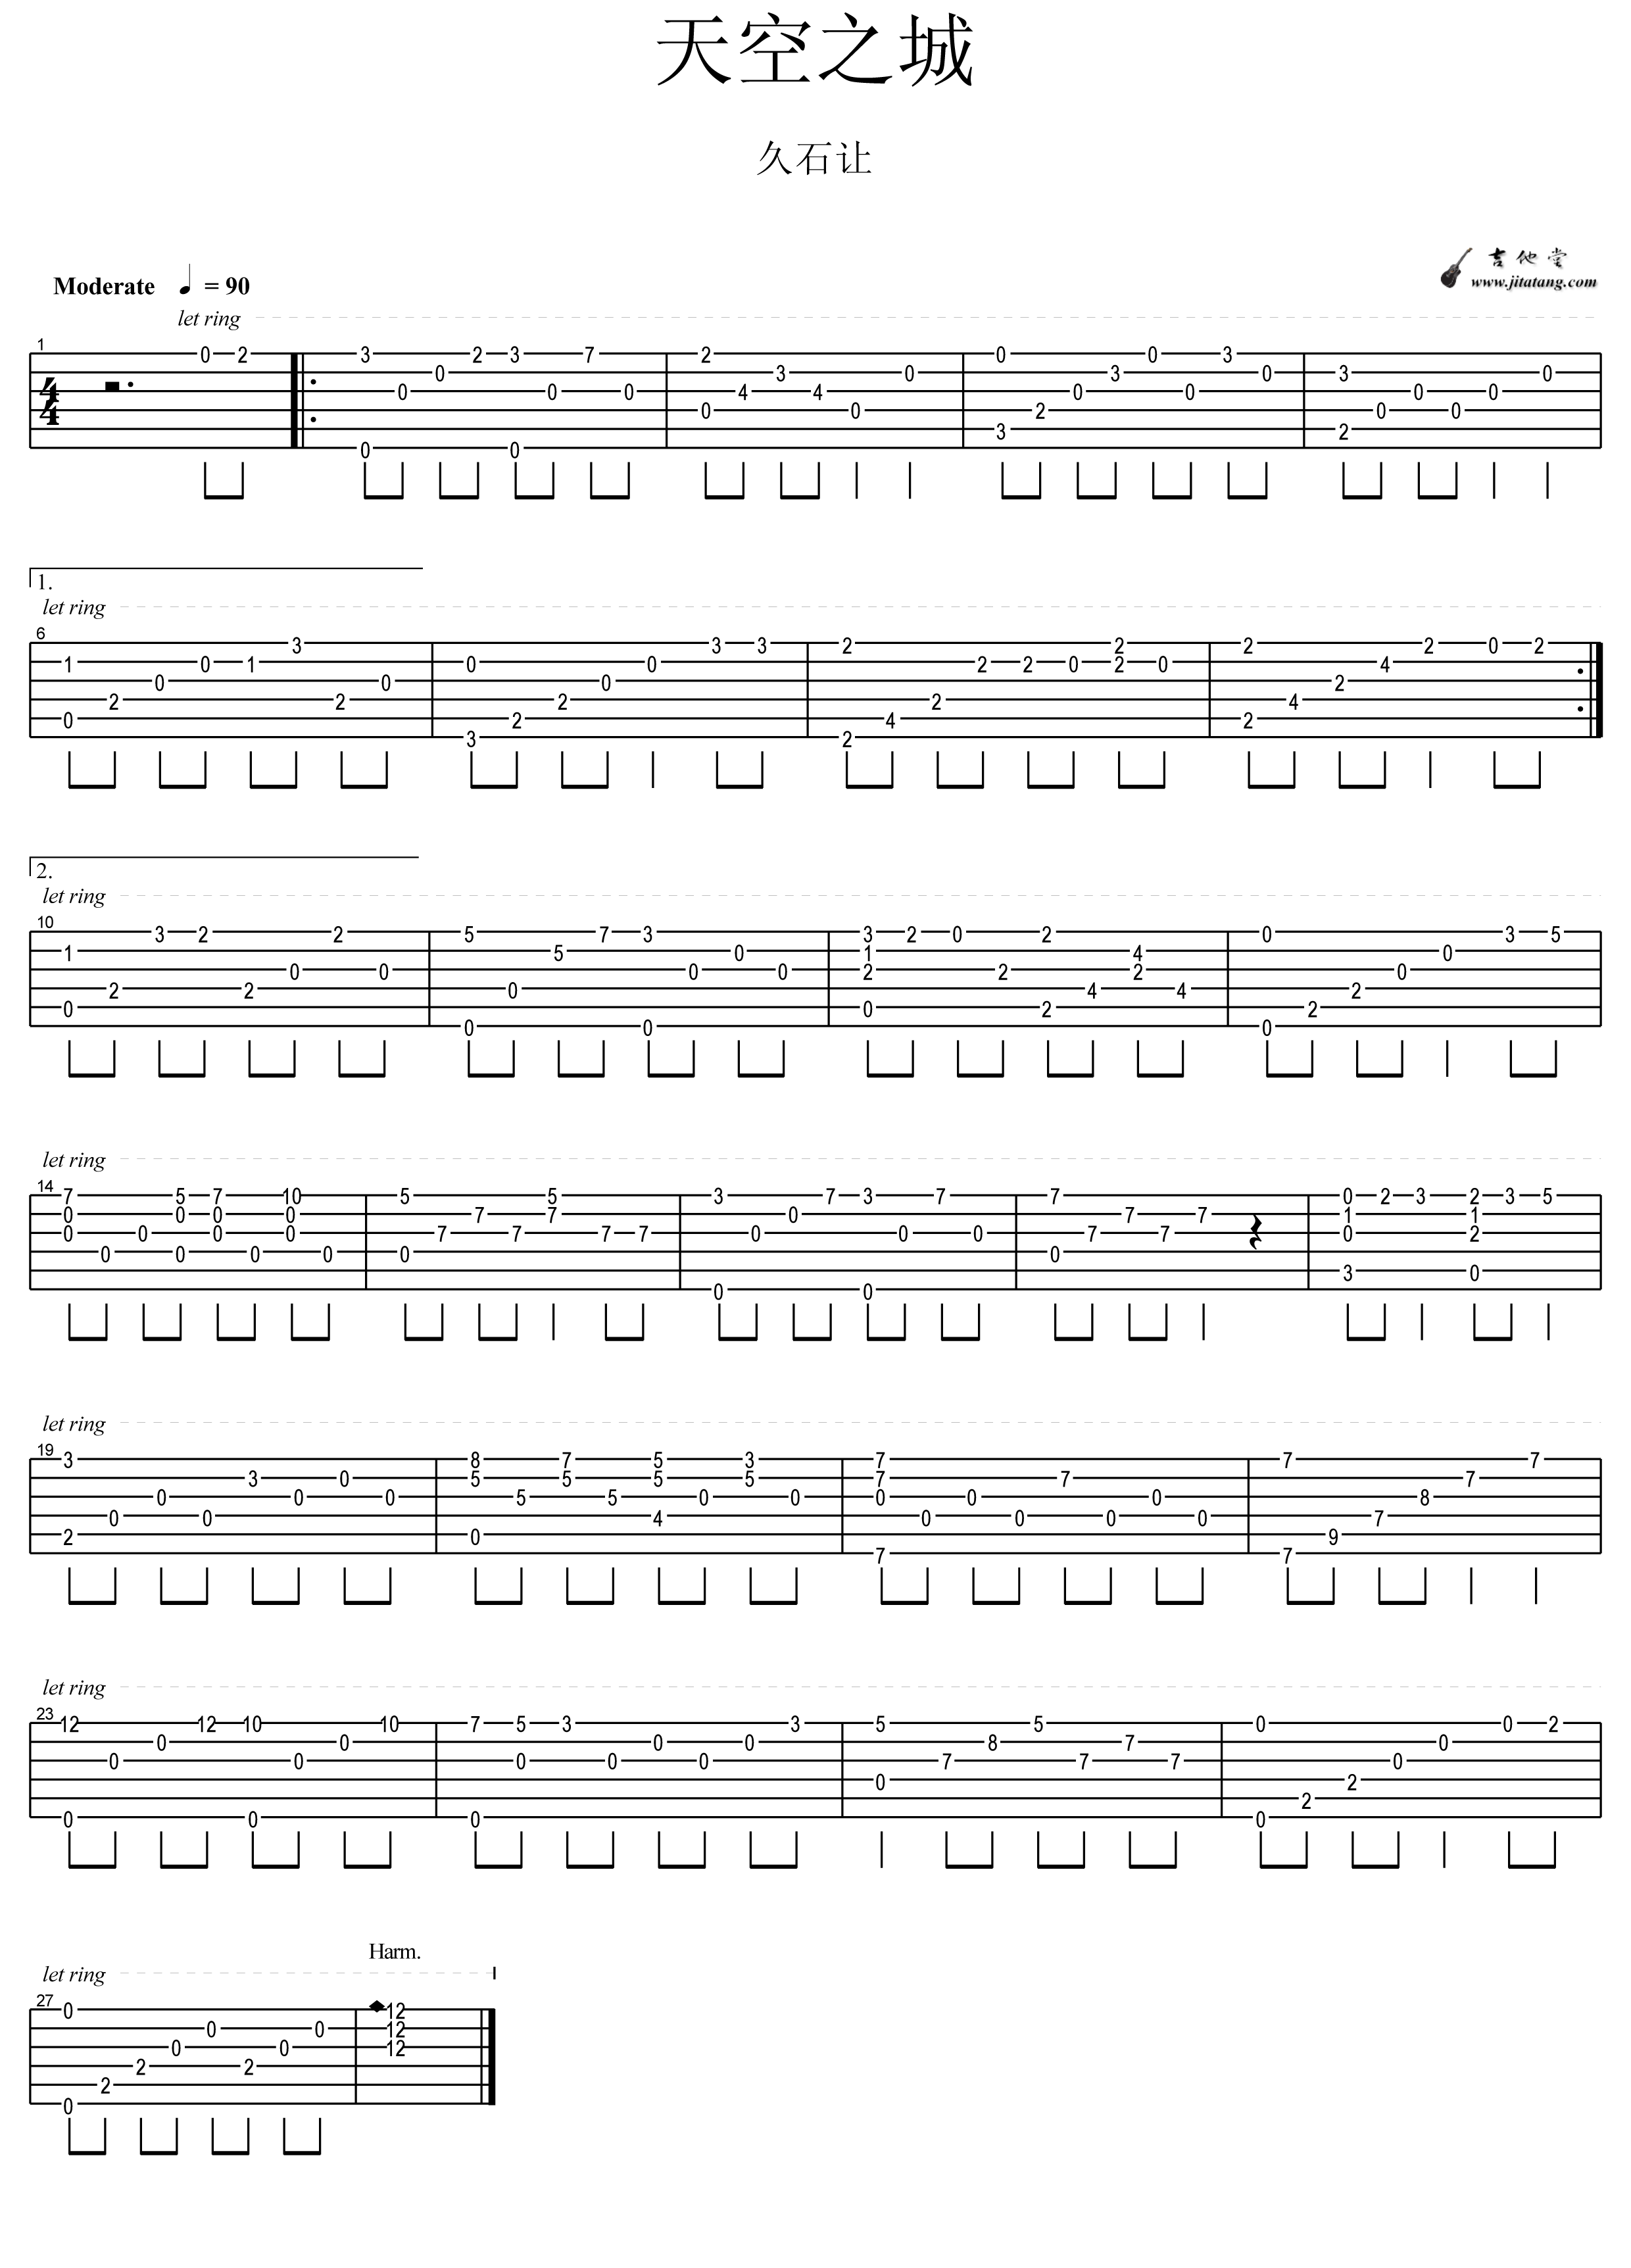 天空之城
久石让
吉他堂
www.jitatang.com
Moderate ♩ = 90
let ring
1
4
4
0 2 3 0 0 0 2 3 0 0 7 0 2 0 4 3 4 0 0 0 3 2 0 3 0 0 3 0 3 2 0 0 0 0 0
1.
let ring
6
1 0 2 0 0 1 3 2 0 0 3 2 2 0 0 3 3 2 2 4 2 2 2 0 2 2 0 2 2 4 2 4 2 0 2
2.
let ring
10
1 0 2 3 2 2 0 2 0 5 0 0 5 7 3 0 0 0 0 3 1 2 0 2 0 2 2 2 4 4 2 4 0 0 2 2 0 0 3 5
let ring
14
7 0 0 0 0 5 0 0 7 0 0 0 10 0 0 0 5 0 7 7 7 5 7 7 7 3 0 0 0 7 3 0 0 7 0 7 0 7 7 7 7 0 1 0 3 2 3 2 1 2 0 3 5
let ring
19
3 2 0 0 0 3 0 0 0 8 5 0 5 7 5 5 5 5 4 0 3 5 0 7 7 0 7 0 0 0 7 0 0 0 7 7 9 7 8 7 7
let ring
23
12 0 0 0 12 10 0 0 0 10 7 0 5 0 3 0 0 0 0 3 5 0 7 8 5 7 7 7 0 0 2 2 0 0 0 2
Harm.
let ring
27
0 0 2 2 0 0 2 0 0 12 12 12